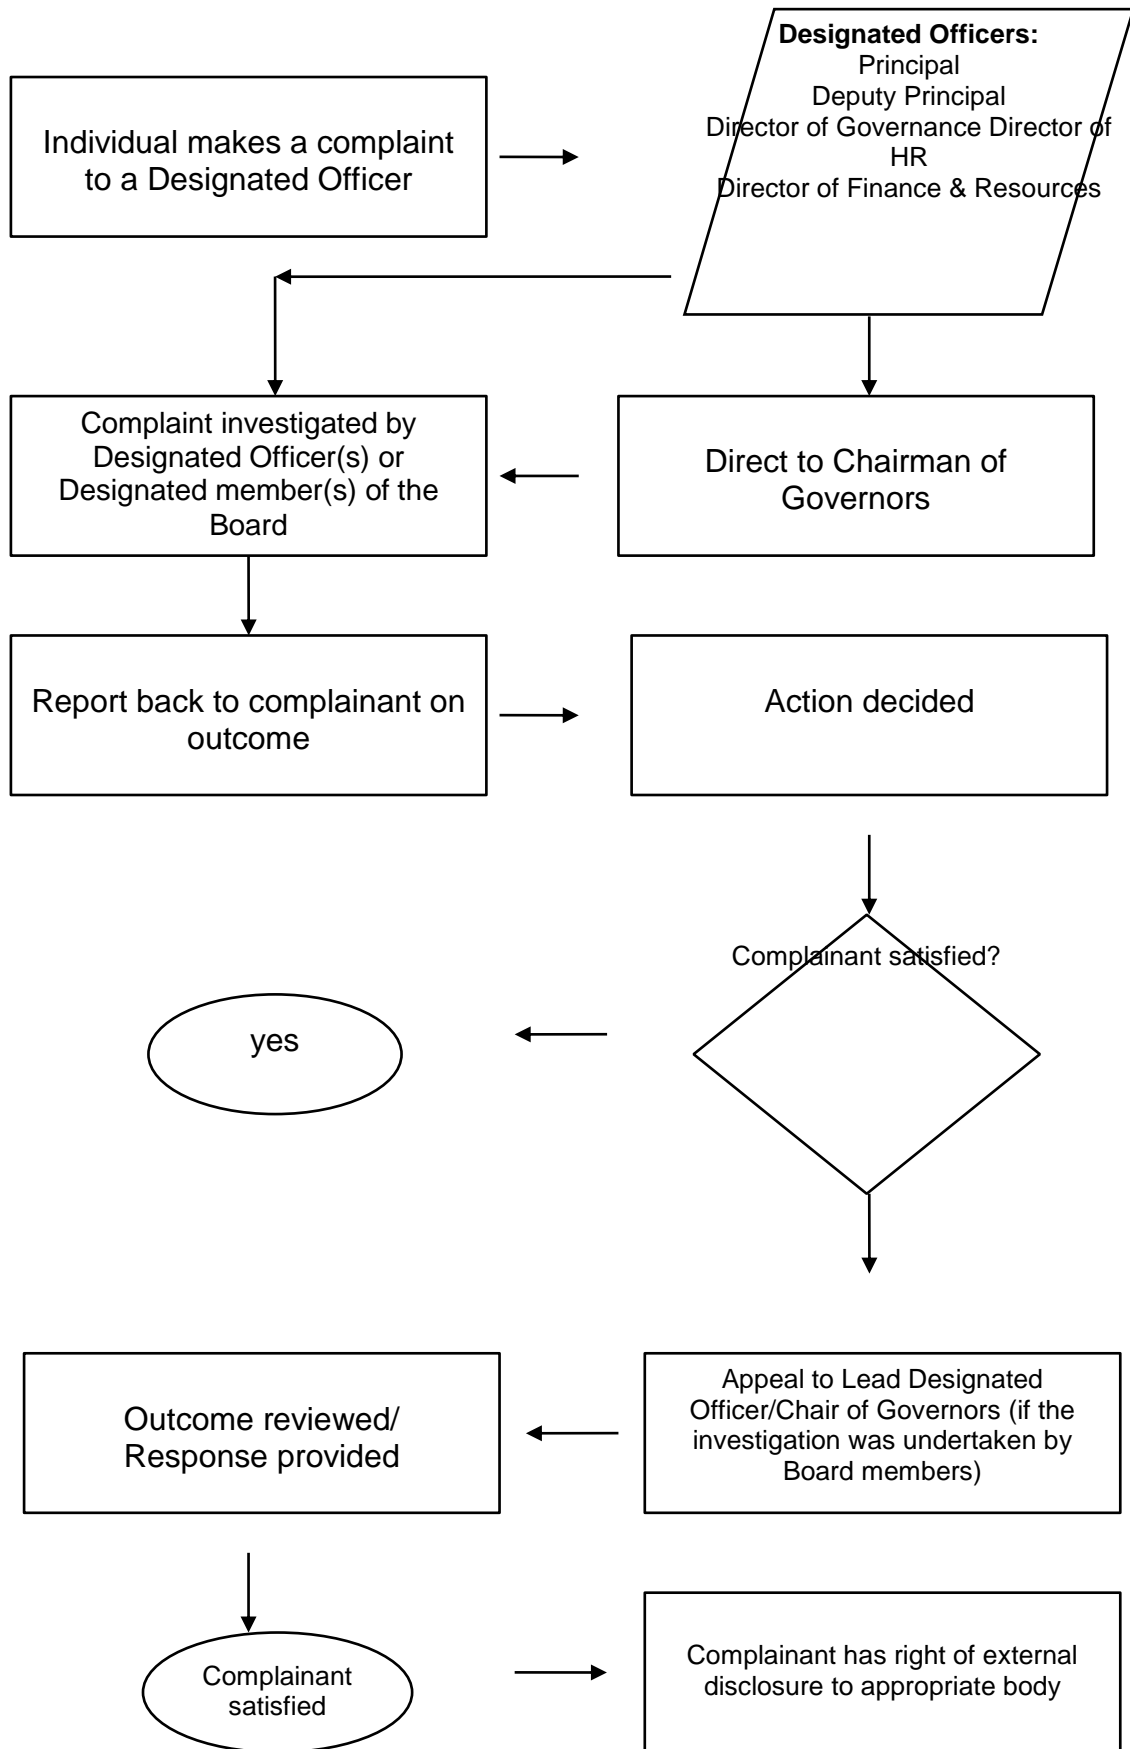 Designated Officers:
Principal
Deputy Principal
Director of Governance Director of
HR
Director of Finance & Resources
Individual makes a complaint
to a Designated Officer
Complaint investigated by
Designated Officer(s) or
Designated member(s) of the
Board
Direct to Chairman of
Governors
Report back to complainant on
outcome
Action decided
Complainant satisfied?
yes
Appeal to Lead Designated
Officer/Chair of Governors (if the
investigation was undertaken by
Board members)
Outcome reviewed/
Response provided
Complainant
satisfied
Complainant has right of external
disclosure to appropriate body